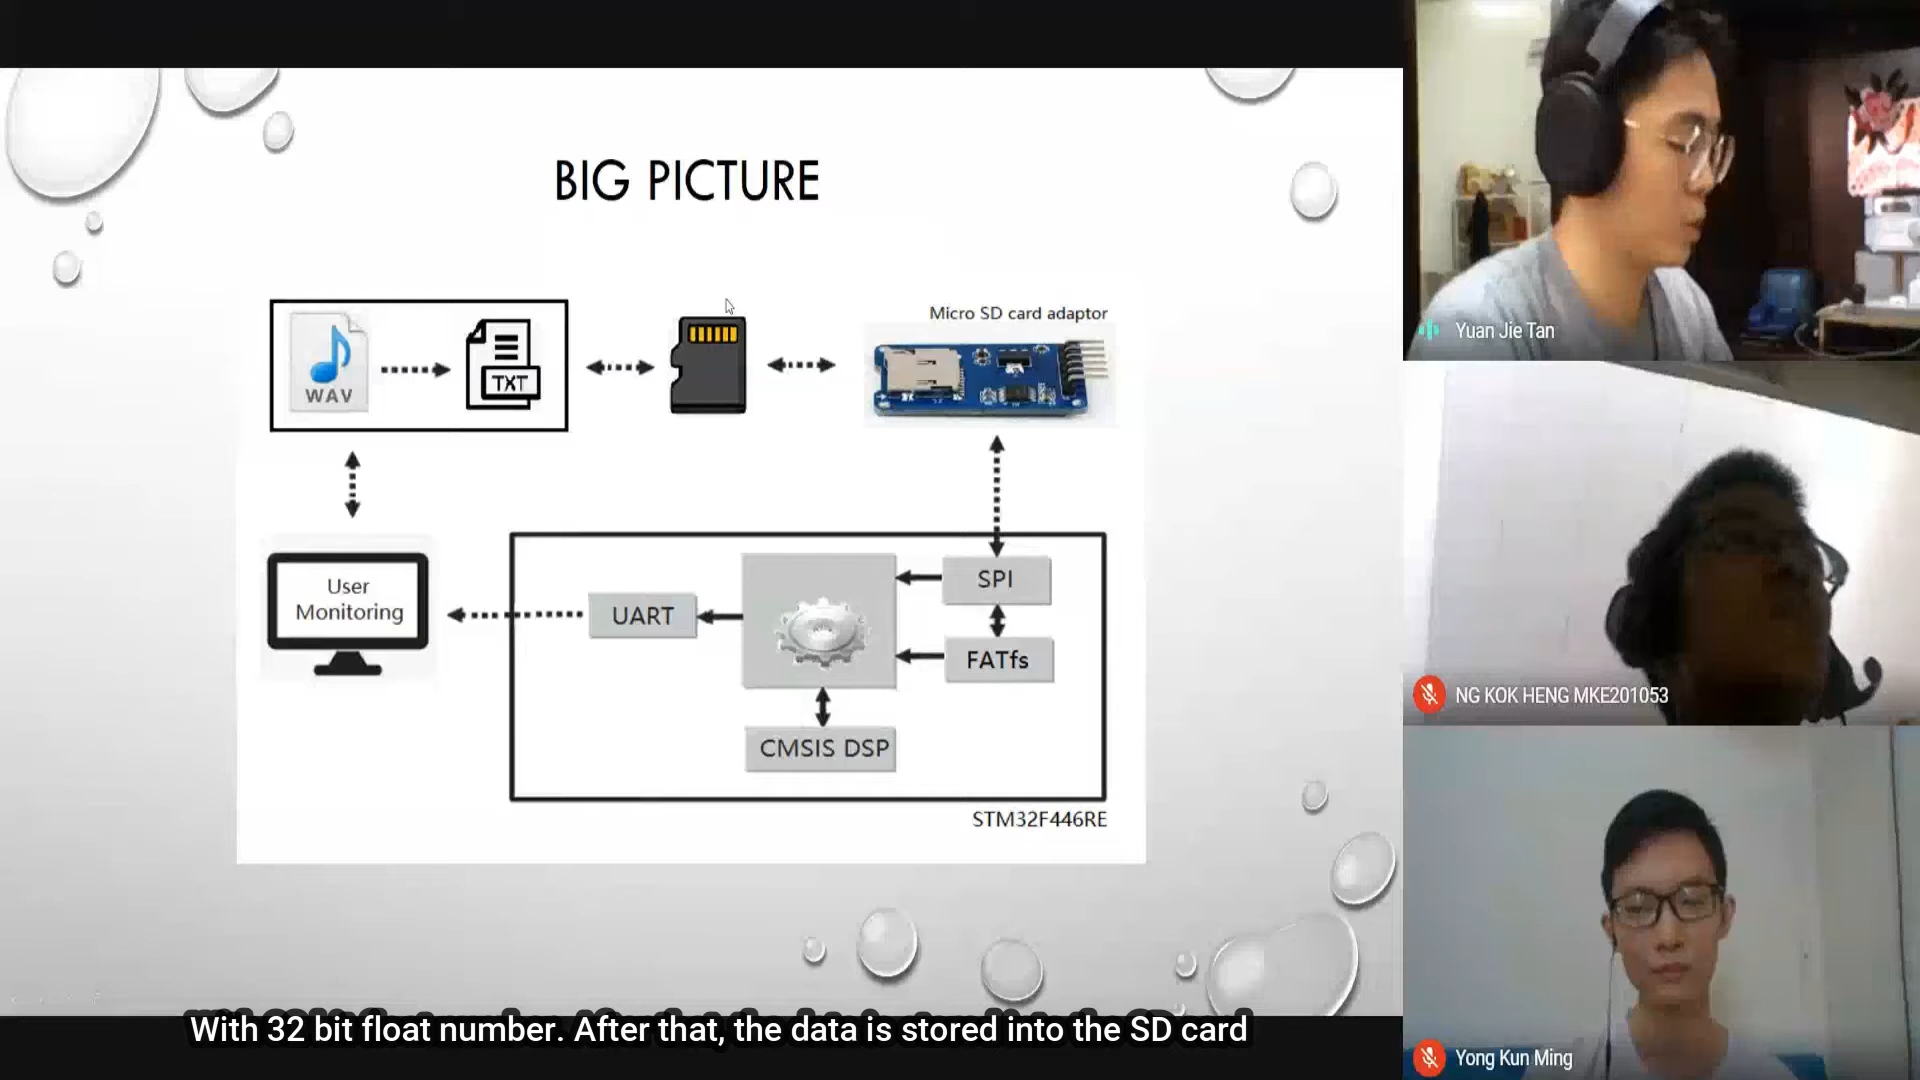 BIG PICTURE
Micro SD card adaptor
WAV
TXT
User
Monitoring
UART
SPI
FATfs
CMSIS DSP
STM32F446RE
With 32 bit float number. After that, the data is stored into the SD card
Yuan Jie Tan
NG KOK HENG MKE201053
Yong Kun Ming